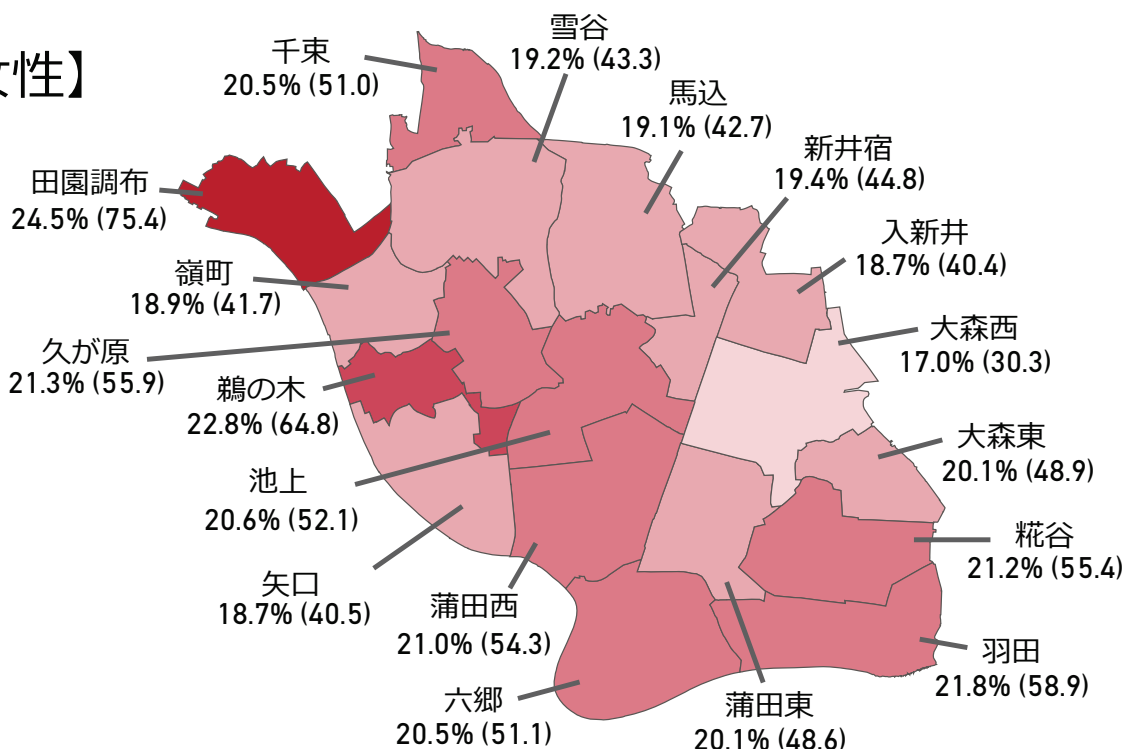 女性】
千束
20.5% (51.0)
雪谷
19.2% (43.3)
馬込
19.1% (42.7)
新井宿
19.4% (44.8)
田園調布
24.5% (75.4)
入新井
18.7% (40.4)
嶺町
18.9% (41.7)
大森西
17.0% (30.3)
久が原
21.3% (55.9)
鵜の木
22.8% (64.8)
大森東
20.1% (48.9)
池上
20.6% (52.1)
糀谷
21.2% (55.4)
矢口
18.7% (40.5)
蒲田西
21.0% (54.3)
羽田
21.8% (58.9)
六郷
20.5% (51.1)
蒲田東
20.1% (48.6)